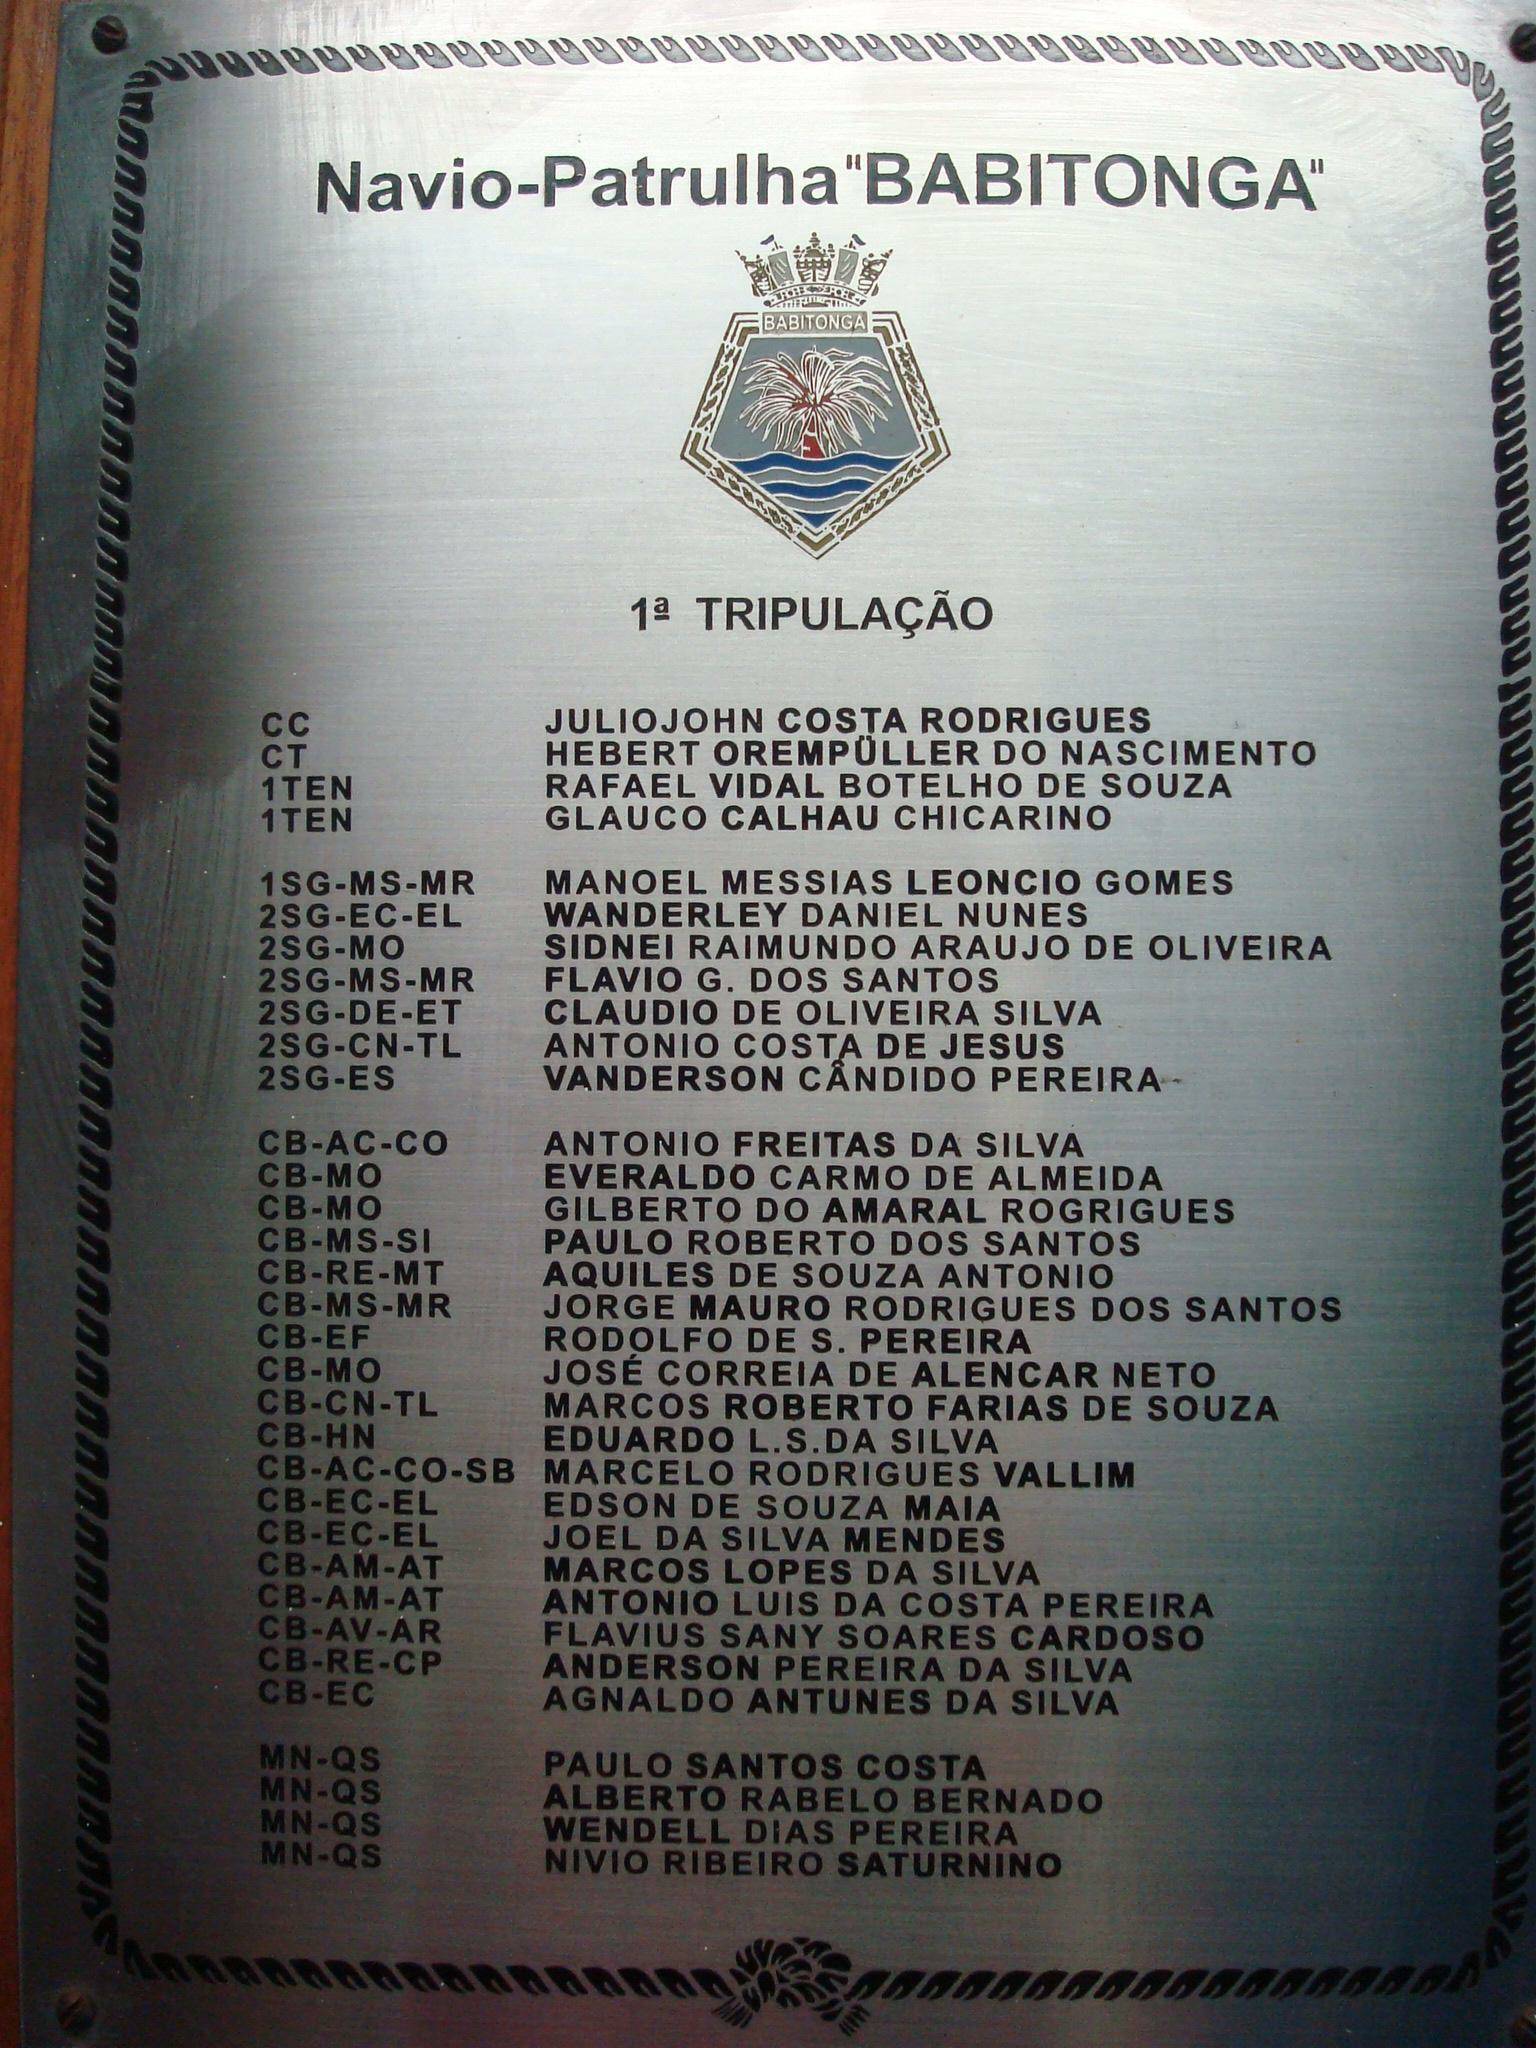 Navio-Patrulha "BABITONGA"
BABITONGA
1ª TRIPULAÇÃO
CC JULIOJOHN COSTA RODRIGUES
CT HEBERT OREMPÜLLER DO NASCIMENTO
1TEN RAFAEL VIDAL BOTELHO DE SOUZA
1TEN GLAUCO CALHAU CHICARINO
1SG-MS-MR MANOEL MESSIAS LEONCIO GOMES
2SG-EC-EL WANDERLEY DANIEL NUNES
2SG-MO SIDNEI RAIMUNDO ARAUJO DE OLIVEIRA
2SG-MS-MR FLAVIO G. DOS SANTOS
2SG-DE-ET CLAUDIO DE OLIVEIRA SILVA
2SG-CN-TL ANTONIO COSTA DE JESUS
2SG-ES VANDERSON CÂNDIDO PEREIRA
CB-AC-CO ANTONIO FREITAS DA SILVA
CB-MO EVERALDO CARMO DE ALMEIDA
CB-MO GILBERTO DO AMARAL ROGRIGUES
CB-MS-SI PAULO ROBERTO DOS SANTOS
CB-RE-MT AQUILES DE SOUZA ANTONIO
CB-MS-MR JORGE MAURO RODRIGUES DOS SANTOS
CB-EF RODOLFO DE S. PEREIRA
CB-MO JOSÉ CORREIA DE ALENCAR NETO
CB-CN-TL MARCOS ROBERTO FARIAS DE SOUZA
CB-HN EDUARDO L.S.DA SILVA
CB-AC-CO-SB MARCELO RODRIGUES VALLIM
CB-EC-EL EDSON DE SOUZA MAIA
CB-EC-EL JOEL DA SILVA MENDES
CB-AM-AT MARCOS LOPES DA SILVA
CB-AM-AT ANTONIO LUIS DA COSTA PEREIRA
CB-AV-AR FLAVIUS SANY SOARES CARDOSO
CB-RE-CP ANDERSON PEREIRA DA SILVA
CB-EC AGNALDO ANTUNES DA SILVA
MN-QS PAULO SANTOS COSTA
MN-QS ALBERTO RABELO BERNADO
MN-QS WENDELL DIAS PEREIRA
MN-QS NIVIO RIBEIRO SATURNINO